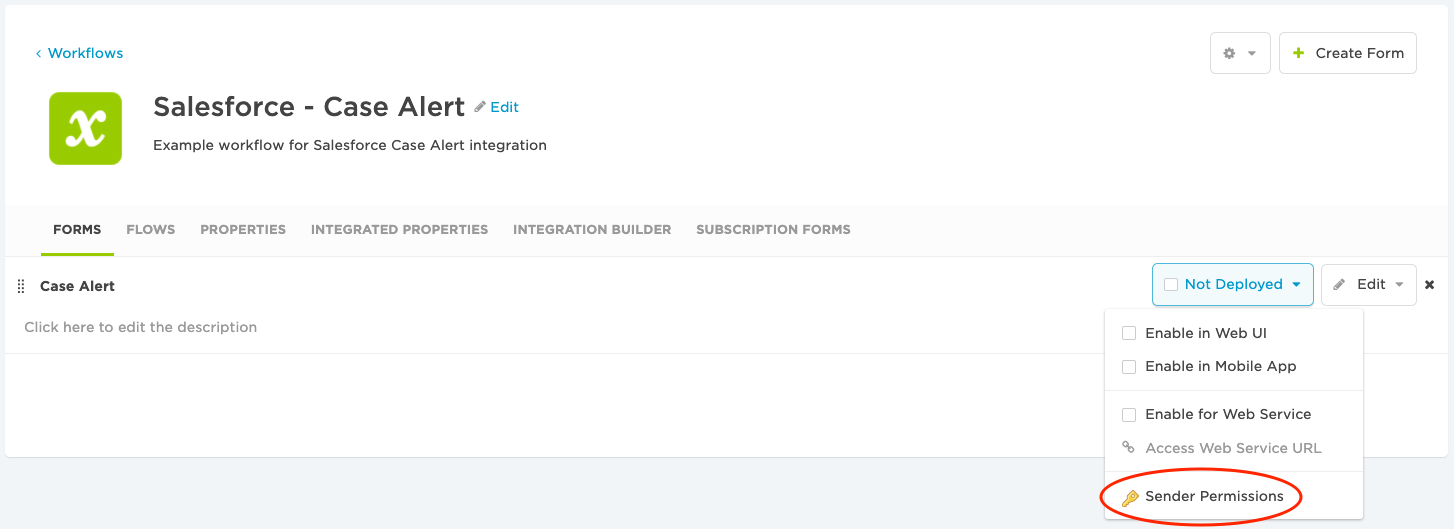 Workflows
Create Form
Salesforce - Case Alert Edit
Example workflow for Salesforce Case Alert integration
FORMS FLOWS PROPERTIES INTEGRATED PROPERTIES INTEGRATION BUILDER SUBSCRIPTION FORMS
Case Alert
Not Deployed Edit
Click here to edit the description
Enable in Web UI
Enable in Mobile App
Enable for Web Service
Access Web Service URL
Sender Permissions